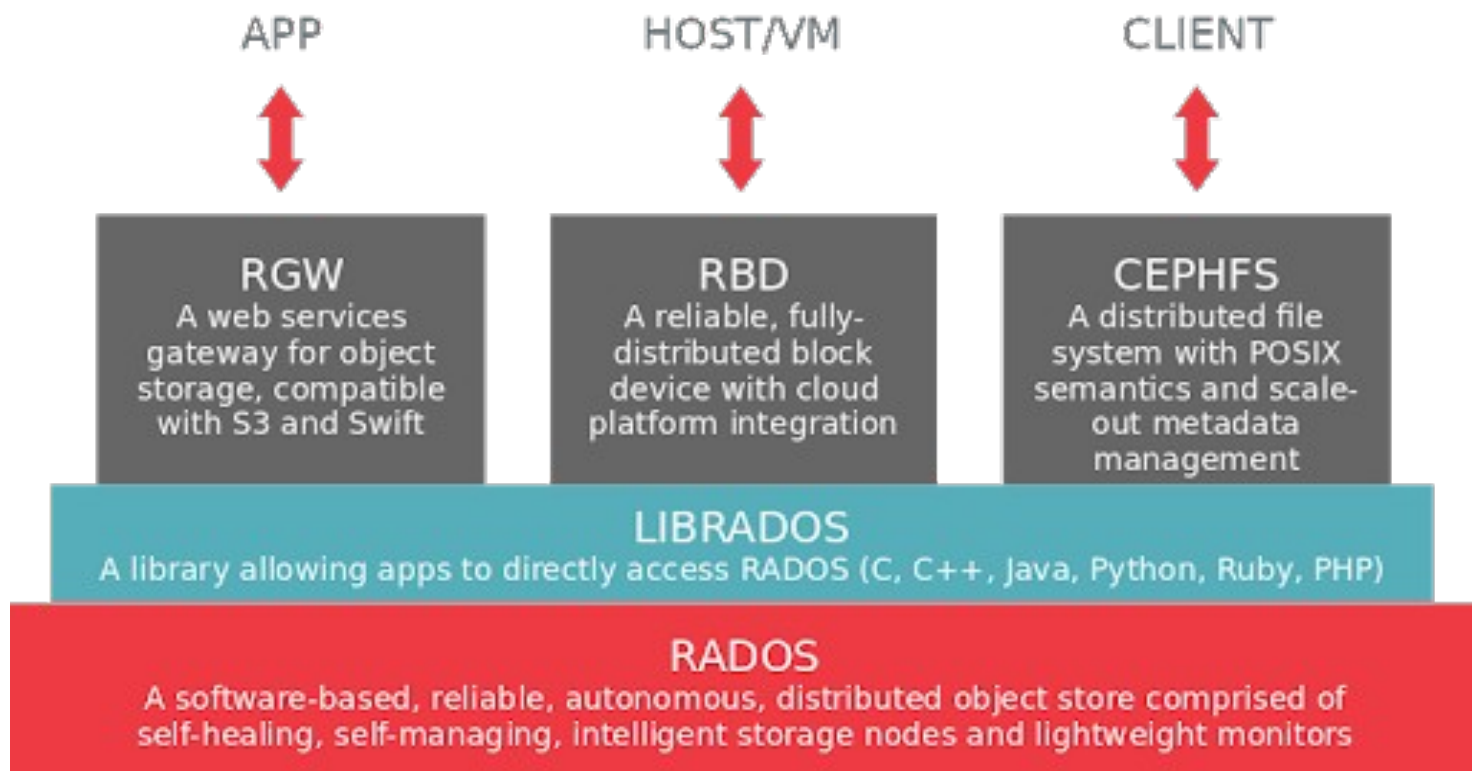 APP
HOST/VM
CLIENT
RGW
A web services
gateway for object
storage, compatible
with S3 and Swift
RBD
A reliable, fully-
distributed block
device with cloud
platform integration
CEPHFS
A distributed file
system with POSIX
semantics and scale-
out metadata
management
LIBRADOS
A library allowing apps to directly access RADOS (C, C++, Java, Python, Ruby, PHP)
RADOS
A software-based, reliable, autonomous, distributed object store comprised of
self-healing, self-managing, intelligent storage nodes and lightweight monitors